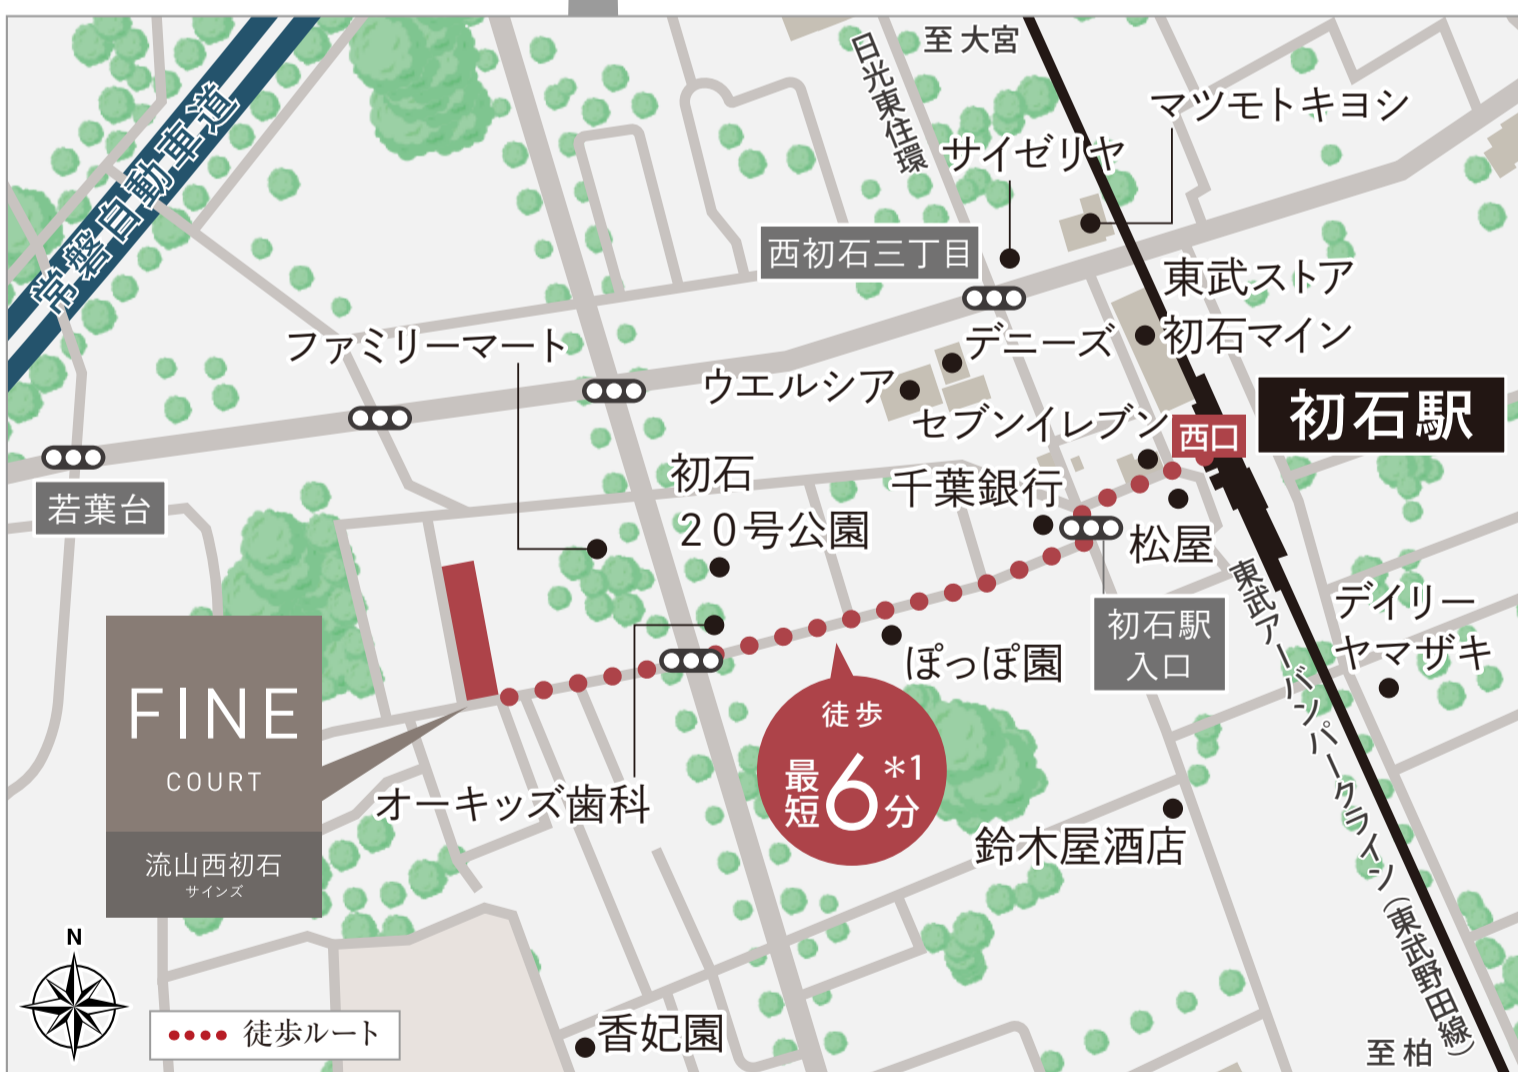 至 大宮
日光東住環
マツモトキヨシ
サイゼリヤ
常磐自動車道
西初石三丁目
東武ストア
初石マイン
ファミリーマート
デニーズ
ウエルシア
セブンイレブン
西口
初石駅
若葉台
初石
20号公園
千葉銀行
松屋
初石駅
入口
デイリー
ヤマザキ
東武アーバンパークライン(東武野田線)
ぽっぽ園
徒歩
最短6分*1
FINE
COURT
流山西初石
サインズ
オーキッズ歯科
鈴木屋酒店
N
徒歩ルート
香妃園
至 柏